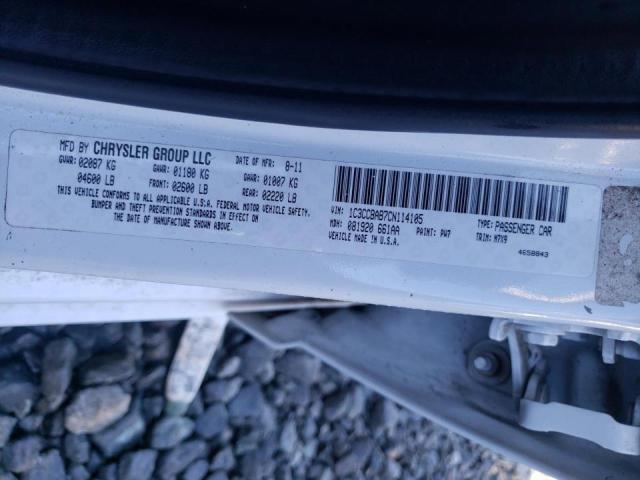 MFD BY CHRYSLER GROUP LLC DATE OF MFR: 8-11
GVWR: 02087 KG GAWR: 01180 KG GAWR: 01007 KG
04600 LB FRONT: 02600 LB REAR: 02220 LB
THIS VEHICLE CONFORMS TO ALL APPLICABLE U.S.A. FEDERAL MOTOR VEHICLE SAFETY,
BUMPER AND THEFT PREVENTION STANDARDS IN EFFECT ON
THE DATE OF MANUFACTURE SHOWN ABOVE.
VIN: 1C3CCBAB7CN114105 TYPE: PASSENGER CAR
MDH: 081920 661AA PAINT: PW7 TRIM: M7X9
VEHICLE MADE IN U.S.A. 4658843